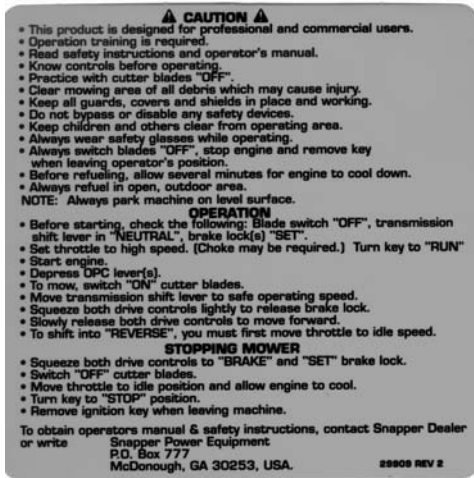 CAUTION
• This product is designed for professional and commercial users.
• Operation training is required.
• Read safety instructions and operator's manual.
• Know controls before operating.
• Practice with cutter blades "OFF".
• Clear mowing area of all debris which may cause injury.
• Keep all guards, covers and shields in place and working.
• Do not bypass or disable any safety devices.
• Keep children and others clear from operating area.
• Always wear safety glasses while operating.
• Always switch blades "OFF", stop engine and remove key
when leaving operator's position.
• Before refueling, allow several minutes for engine to cool down.
• Always refuel in open, outdoor area.
NOTE: Always park machine on level surface.
OPERATION
• Before starting, check the following: Blade switch "OFF", transmission
shift lever in "NEUTRAL", brake lock(s) "SET".
• Set throttle to high speed. (Choke may be required.) Turn key to "RUN"
• Start engine.
• Depress OPC lever(s).
• To mow, switch "ON" cutter blades.
• Move transmission shift lever to safe operating speed.
• Squeeze both drive controls lightly to release brake lock.
• Slowly release both drive controls to move forward.
• To shift into "REVERSE", you must first move throttle to idle speed.
STOPPING MOWER
• Squeeze both drive controls to "BRAKE" and "SET" brake lock.
• Switch "OFF" cutter blades.
• Move throttle to idle position and allow engine to cool.
• Turn key to "STOP" position.
• Remove ignition key when leaving machine.
To obtain operators manual & safety instructions, contact Snapper Dealer
or write Snapper Power Equipment
P.O. Box 777
McDonough, GA 30253, USA. 29909 REV 2